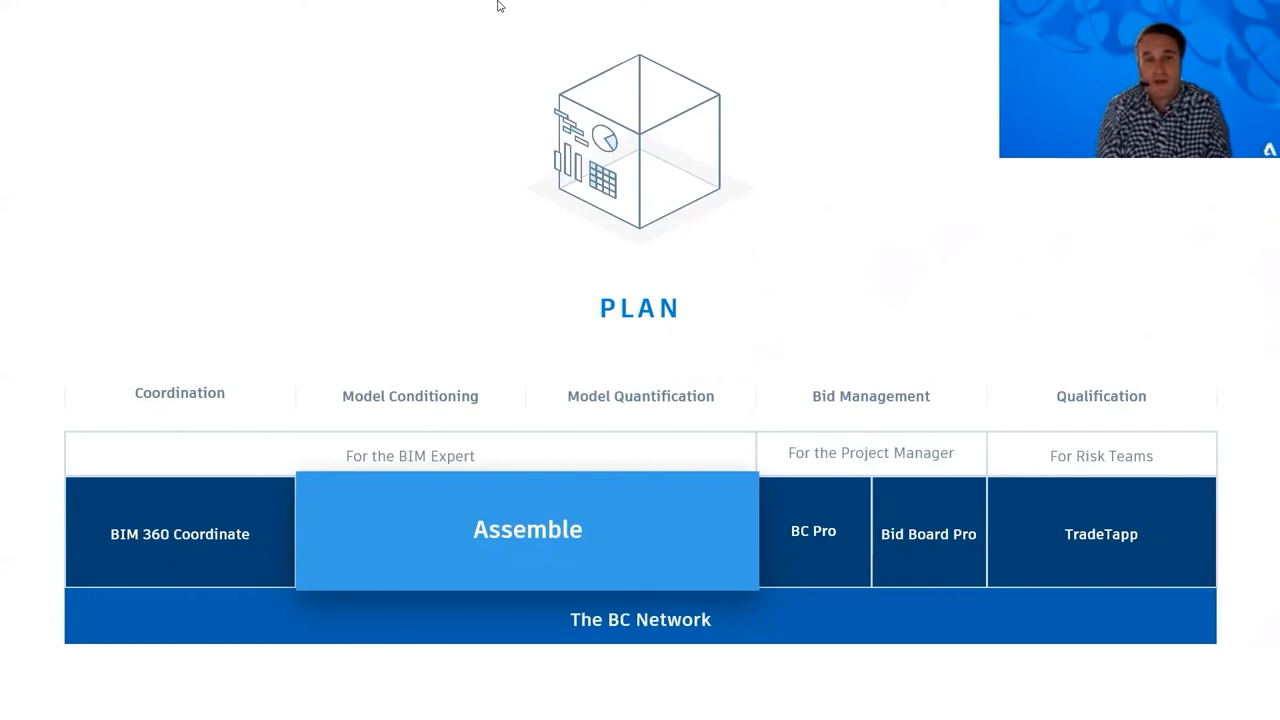 PLAN
Coordination
Model Conditioning
Model Quantification
Bid Management
Qualification
For the BIM Expert
For the Project Manager
For Risk Teams
BIM 360 Coordinate
Assemble
BC Pro
Bid Board Pro
TradeTapp
The BC Network